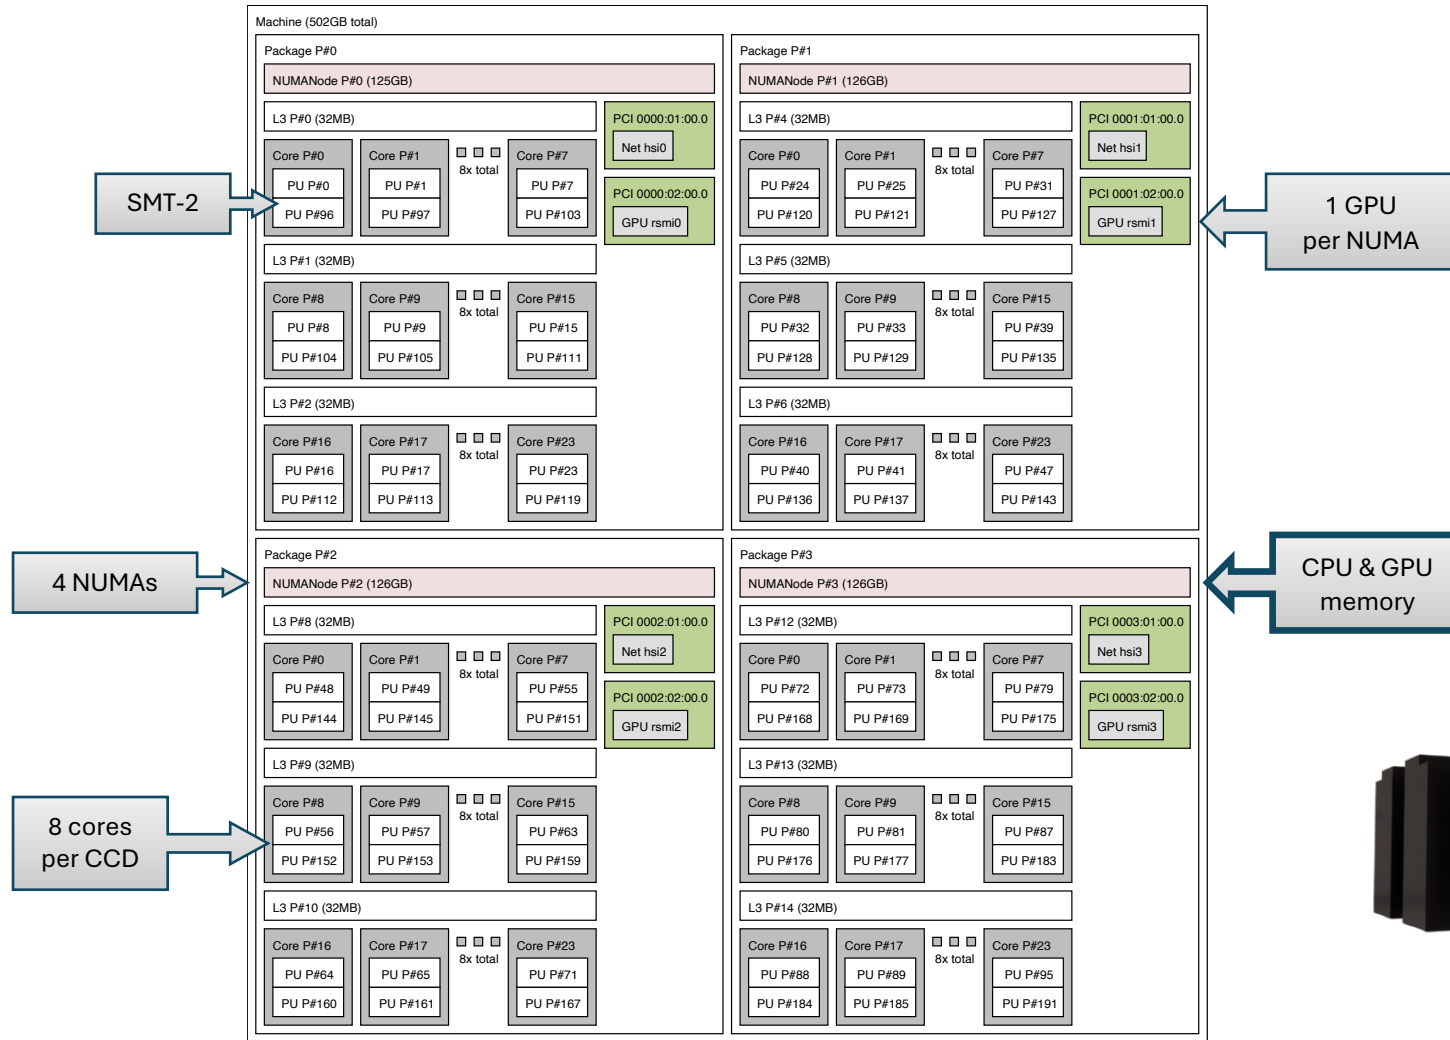 Machine (502GB total)
Package P#0
NUMANode P#0 (125GB)
L3 P#0 (32MB)
PCI 0000:01:00.0
Net hsi0
Core P#0
Core P#1
8x total
Core P#7
PU P#0
PU P#1
PU P#7
PU P#96
PU P#97
PU P#103
PCI 0000:02:00.0
GPU rsmi0
L3 P#1 (32MB)
Core P#8
Core P#9
8x total
Core P#15
PU P#8
PU P#9
PU P#15
PU P#104
PU P#105
PU P#111
L3 P#2 (32MB)
Core P#16
Core P#17
8x total
Core P#23
PU P#16
PU P#17
PU P#23
PU P#112
PU P#113
PU P#119
Package P#1
NUMANode P#1 (126GB)
L3 P#4 (32MB)
PCI 0001:01:00.0
Net hsi1
Core P#0
Core P#1
8x total
Core P#7
PU P#24
PU P#25
PU P#31
PU P#120
PU P#121
PU P#127
PCI 0001:02:00.0
GPU rsmi1
L3 P#5 (32MB)
Core P#8
Core P#9
8x total
Core P#15
PU P#32
PU P#33
PU P#39
PU P#128
PU P#129
PU P#135
L3 P#6 (32MB)
Core P#16
Core P#17
8x total
Core P#23
PU P#40
PU P#41
PU P#47
PU P#136
PU P#137
PU P#143
Package P#2
NUMANode P#2 (126GB)
L3 P#8 (32MB)
PCI 0002:01:00.0
Net hsi2
Core P#0
Core P#1
8x total
Core P#7
PU P#48
PU P#49
PU P#55
PU P#144
PU P#145
PU P#151
PCI 0002:02:00.0
GPU rsmi2
L3 P#9 (32MB)
Core P#8
Core P#9
8x total
Core P#15
PU P#56
PU P#57
PU P#63
PU P#152
PU P#153
PU P#159
L3 P#10 (32MB)
Core P#16
Core P#17
8x total
Core P#23
PU P#64
PU P#65
PU P#71
PU P#160
PU P#161
PU P#167
Package P#3
NUMANode P#3 (126GB)
L3 P#12 (32MB)
PCI 0003:01:00.0
Net hsi3
Core P#0
Core P#1
8x total
Core P#7
PU P#72
PU P#73
PU P#79
PU P#168
PU P#169
PU P#175
PCI 0003:02:00.0
GPU rsmi3
L3 P#13 (32MB)
Core P#8
Core P#9
8x total
Core P#15
PU P#80
PU P#81
PU P#87
PU P#176
PU P#177
PU P#183
L3 P#14 (32MB)
Core P#16
Core P#17
8x total
Core P#23
PU P#88
PU P#89
PU P#95
PU P#184
PU P#185
PU P#191
SMT-2
4 NUMAs
8 cores
per CCD
1 GPU
per NUMA
CPU & GPU
memory